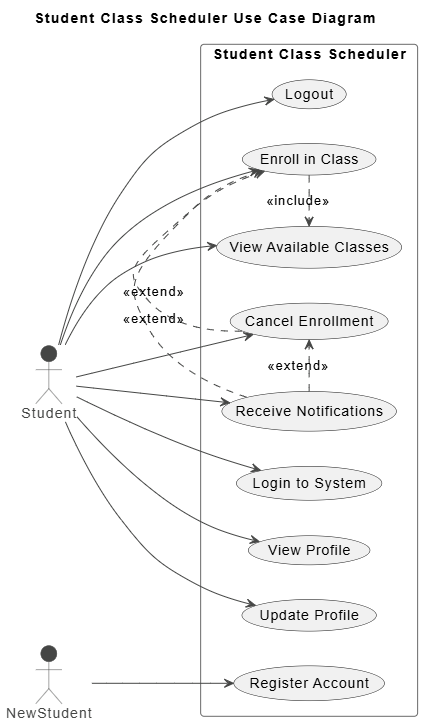 Student Class Scheduler Use Case Diagram
Student Class Scheduler
Logout
Enroll in Class
«include»
View Available Classes
«extend»
«extend»
Cancel Enrollment
«extend»
Student
Receive Notifications
Login to System
View Profile
Update Profile
Register Account
NewStudent